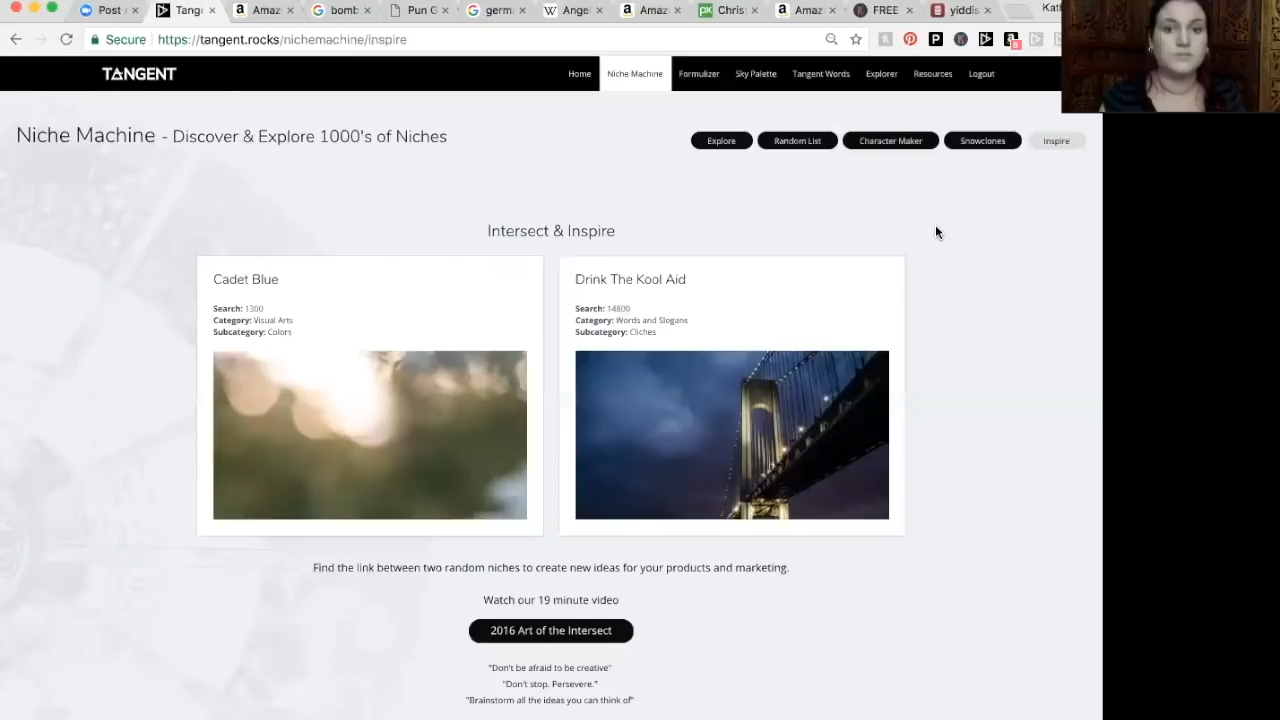 Post
Tange
Amaz
bomb
Pun G
germ
Angel
Amaz
Christ
Amaz
FREE
yiddis
Secure
https://tangent.rocks/nichemachine/inspire
TANGENT
Home
Niche Machine
Formulizer
Sky Palette
Tangent Words
Explorer
Resources
Logout
Niche Machine - Discover & Explore 1000's of Niches
Explore
Random List
Character Maker
Snowclones
Inspire
Intersect & Inspire
Cadet Blue
Search: 1300
Category: Visual Arts
Subcategory: Colors
Drink The Kool Aid
Search: 14800
Category: Words and Slogans
Subcategory: Cliches
Find the link between two random niches to create new ideas for your products and marketing.
Watch our 19 minute video
2016 Art of the Intersect
"Don't be afraid to be creative"
"Don't stop. Persevere."
"Brainstorm all the ideas you can think of"